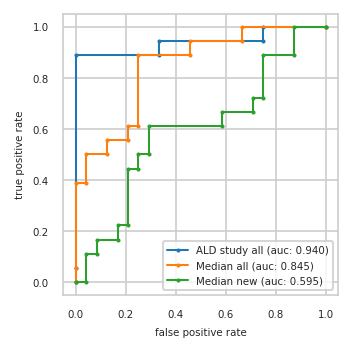 1.0
0.8
0.6
0.4
0.2
0.0
true positive rate
ALD study all (auc: 0.940)
Median all (auc: 0.845)
Median new (auc: 0.595)
0.0 0.2 0.4 0.6 0.8 1.0
false positive rate